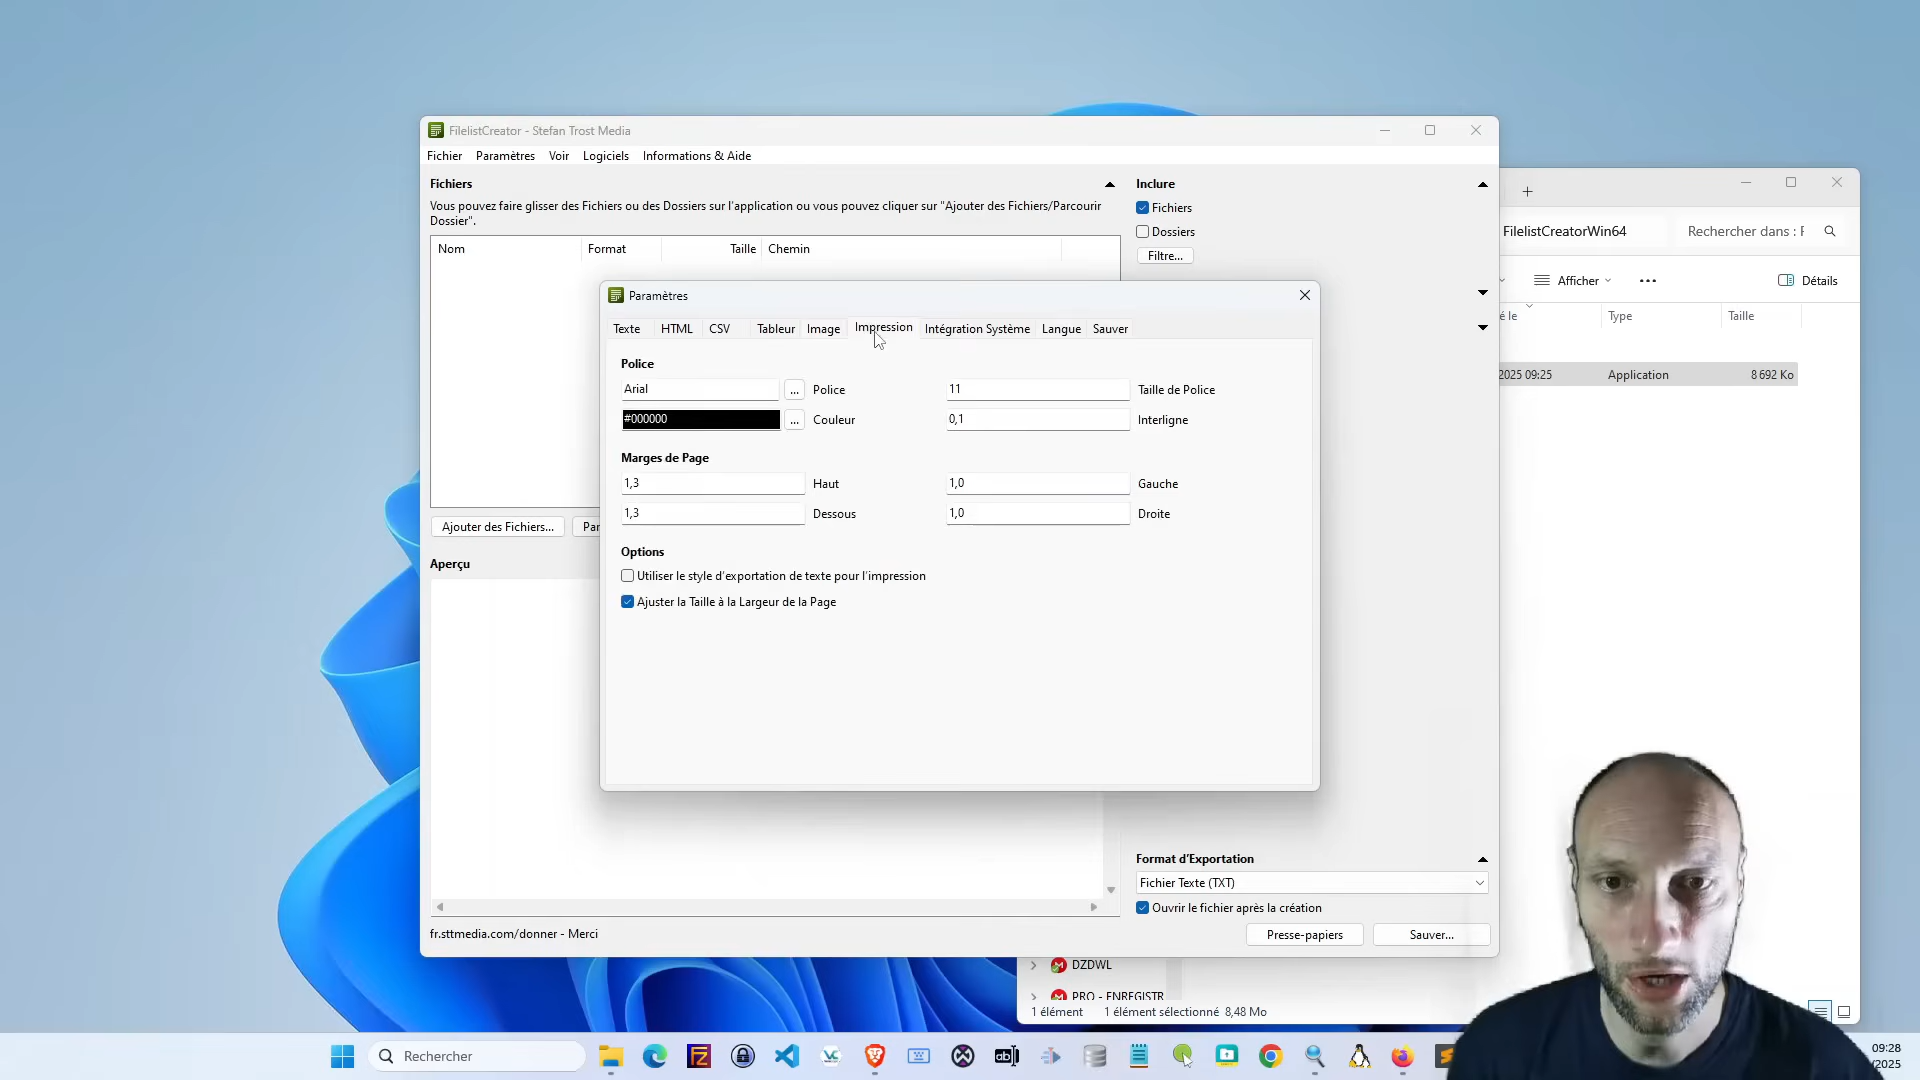 FilelistCreator - Stefan Trost Media
Fichier Paramètres Voir Logiciels Informations & Aide
Fichiers
Vous pouvez faire glisser des Fichiers ou des Dossiers sur l'application ou vous pouvez cliquer sur "Ajouter des Fichiers/Parcourir
Dossier".
Nom Format Taille Chemin
Inclure
Fichiers
Dossiers
Filtre...
FilelistCreatorWin64 Rechercher dans : F
Afficher Détails
é le Type Taille
2025 09:25 Application 8 692 Ko
Paramètres
Texte HTML CSV Tableur Image Impression Intégration Système Langue Sauver
Police
Arial ... Police 11 Taille de Police
#000000 ... Couleur 0,1 Interligne
Marges de Page
1,3 Haut 1,0 Gauche
1,3 Dessous 1,0 Droite
Options
Utiliser le style d'exportation de texte pour l'impression
Ajuster la Taille à la Largeur de la Page
Ajouter des Fichiers... Par
Aperçu
Format d'Exportation
Fichier Texte (TXT)
Ouvrir le fichier après la création
fr.sttmedia.com/donner - Merci
Presse-papiers Sauver...
DZDWL
PRO - ENREGISTR
1 élément 1 élément sélectionné 8,48 Mo
Rechercher
09:28
/2025